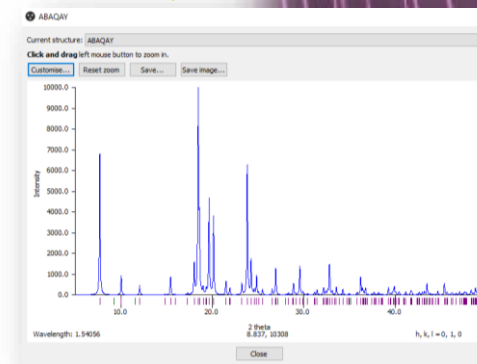 ABAQAY
Current structure: ABAQAY
Click and drag left mouse button to zoom in.
Customise... Reset zoom Save... Save image...
10000.0
9000.0
8000.0
7000.0
6000.0
5000.0
4000.0
3000.0
2000.0
1000.0
0.0
Intensity
10.0 20.0 30.0 40.0
2 theta
Wavelength: 1.54056 8.837, 10308 h, k, l = 0, 1, 0
Close